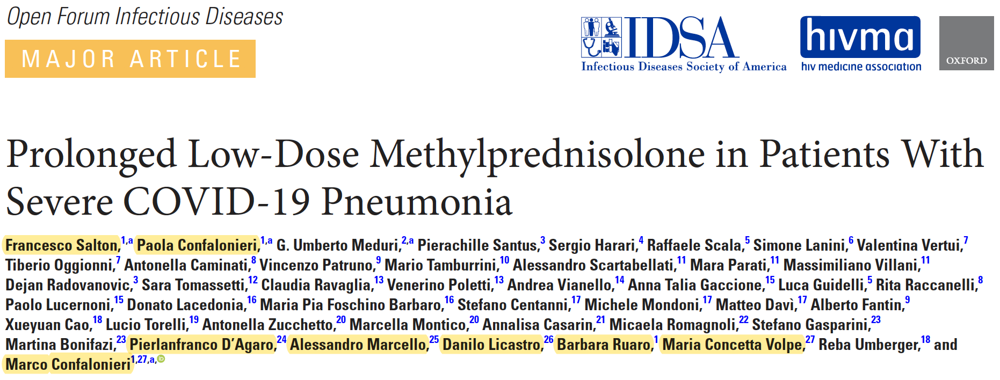 Open Forum Infectious Diseases
MAJOR ARTICLE
IDSA
Infectious Diseases Society of America
hivma
hiv medicine association
OXFORD
Prolonged Low-Dose Methylprednisolone in Patients With
Severe COVID-19 Pneumonia
Francesco Salton,1,a Paola Confalonieri,1,a G. Umberto Meduri,2,a Pierachille Santus,3 Sergio Harari,4 Raffaele Scala,5 Simone Lanini,6 Valentina Vertui,7
Tiberio Oggionni,7 Antonella Caminati,8 Vincenzo Patruno,9 Mario Tamburrini,10 Alessandro Scartabellati,11 Mara Parati,11 Massimiliano Villani,11
Dejan Radovanovic,3 Sara Tomassetti,12 Claudia Ravaglia,13 Venerino Poletti,13 Andrea Vianello,14 Anna Talia Gaccione,15 Luca Guidelli,5 Rita Raccanelli,8
Paolo Lucernoni,15 Donato Lacedonia,16 Maria Pia Foschino Barbaro,16 Stefano Centanni,17 Michele Mondoni,17 Matteo Davì,17 Alberto Fantin,9
Xueyuan Cao,18 Lucio Torelli,19 Antonella Zucchetto,20 Marcella Montico,20 Annalisa Casarin,21 Micaela Romagnoli,22 Stefano Gasparini,23
Martina Bonifazi,23 Pierlanfranco D’Agaro,24 Alessandro Marcello,25 Danilo Licastro,26 Barbara Ruaro,1 Maria Concetta Volpe,27 Reba Umberger,18 and
Marco Confalonieri1,27,a,iD